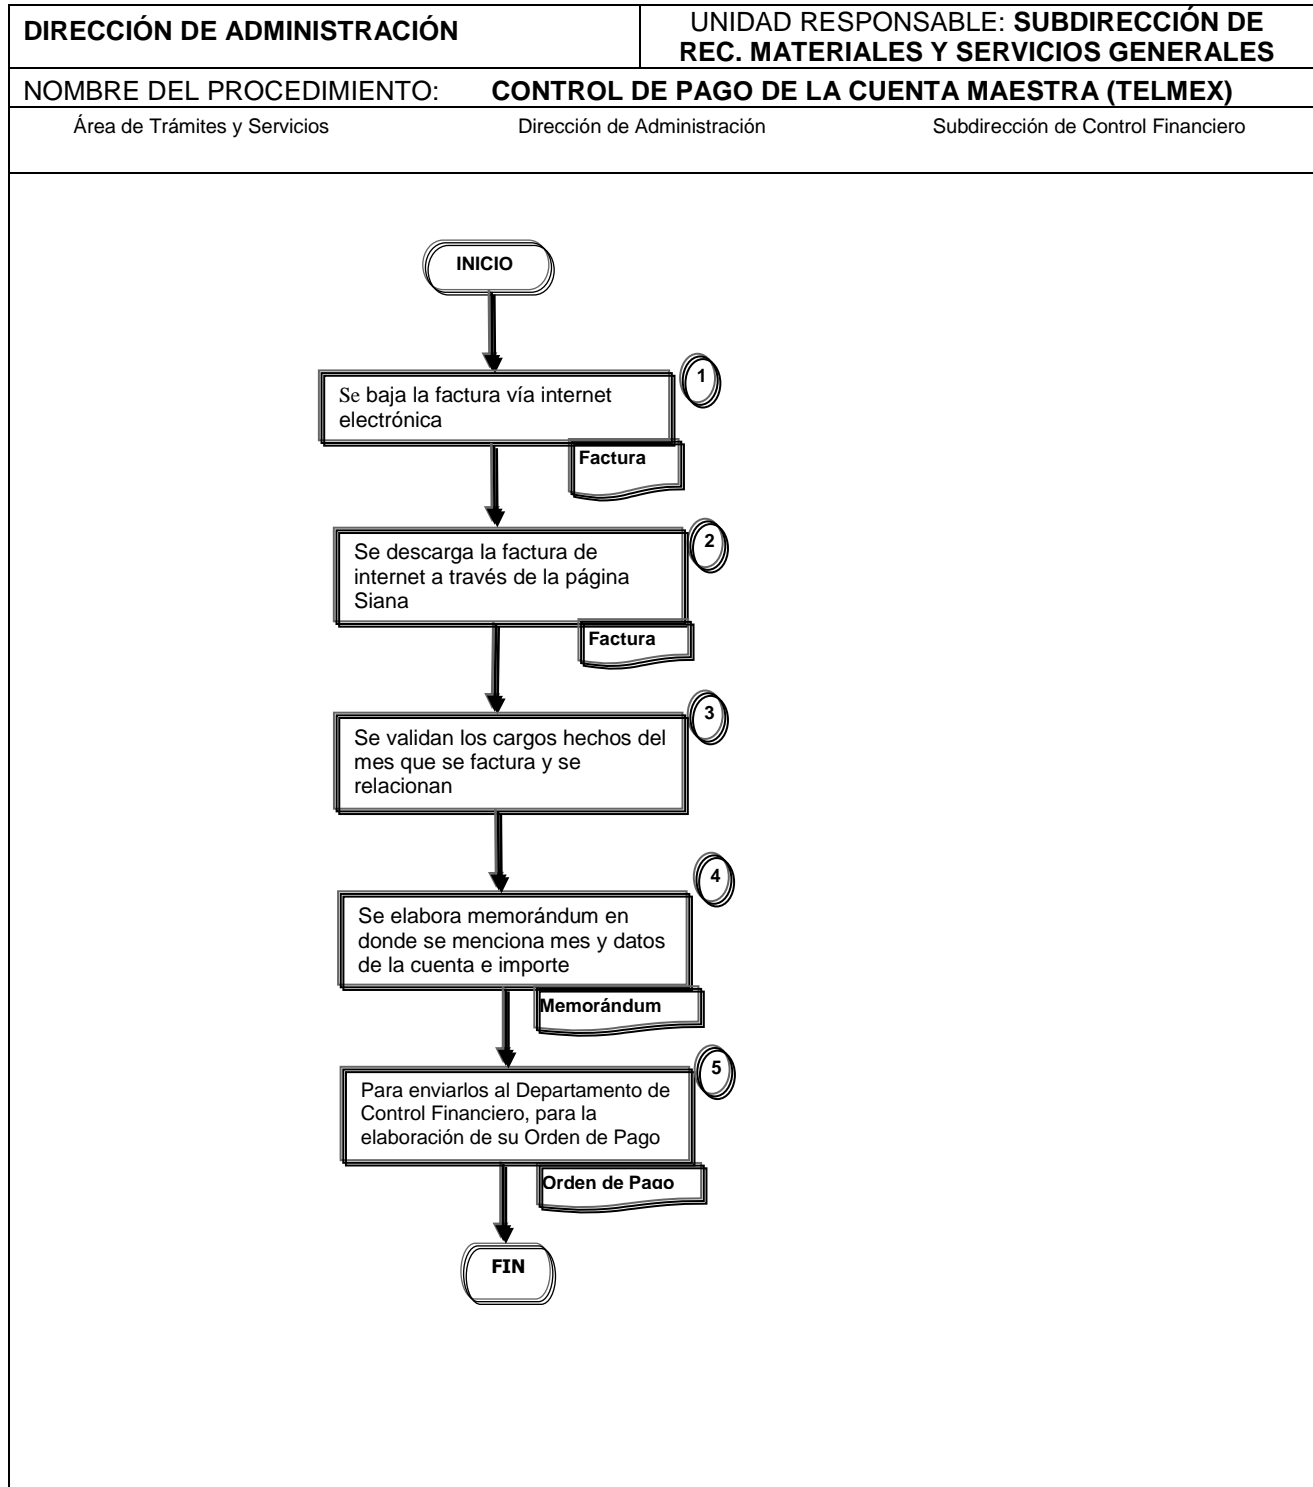 DIRECCIÓN DE ADMINISTRACIÓN
UNIDAD RESPONSABLE: SUBDIRECCIÓN DE
REC. MATERIALES Y SERVICIOS GENERALES
NOMBRE DEL PROCEDIMIENTO: CONTROL DE PAGO DE LA CUENTA MAESTRA (TELMEX)
Área de Trámites y Servicios
Dirección de Administración
Subdirección de Control Financiero
INICIO
1
Se baja la factura vía internet
electrónica
Factura
2
Se descarga la factura de
internet a través de la página
Siana
Factura
3
Se validan los cargos hechos del
mes que se factura y se
relacionan
4
Se elabora memorándum en
donde se menciona mes y datos
de la cuenta e importe
Memorándum
5
Para enviarlos al Departamento de
Control Financiero, para la
elaboración de su Orden de Pago
Orden de Pago
FIN